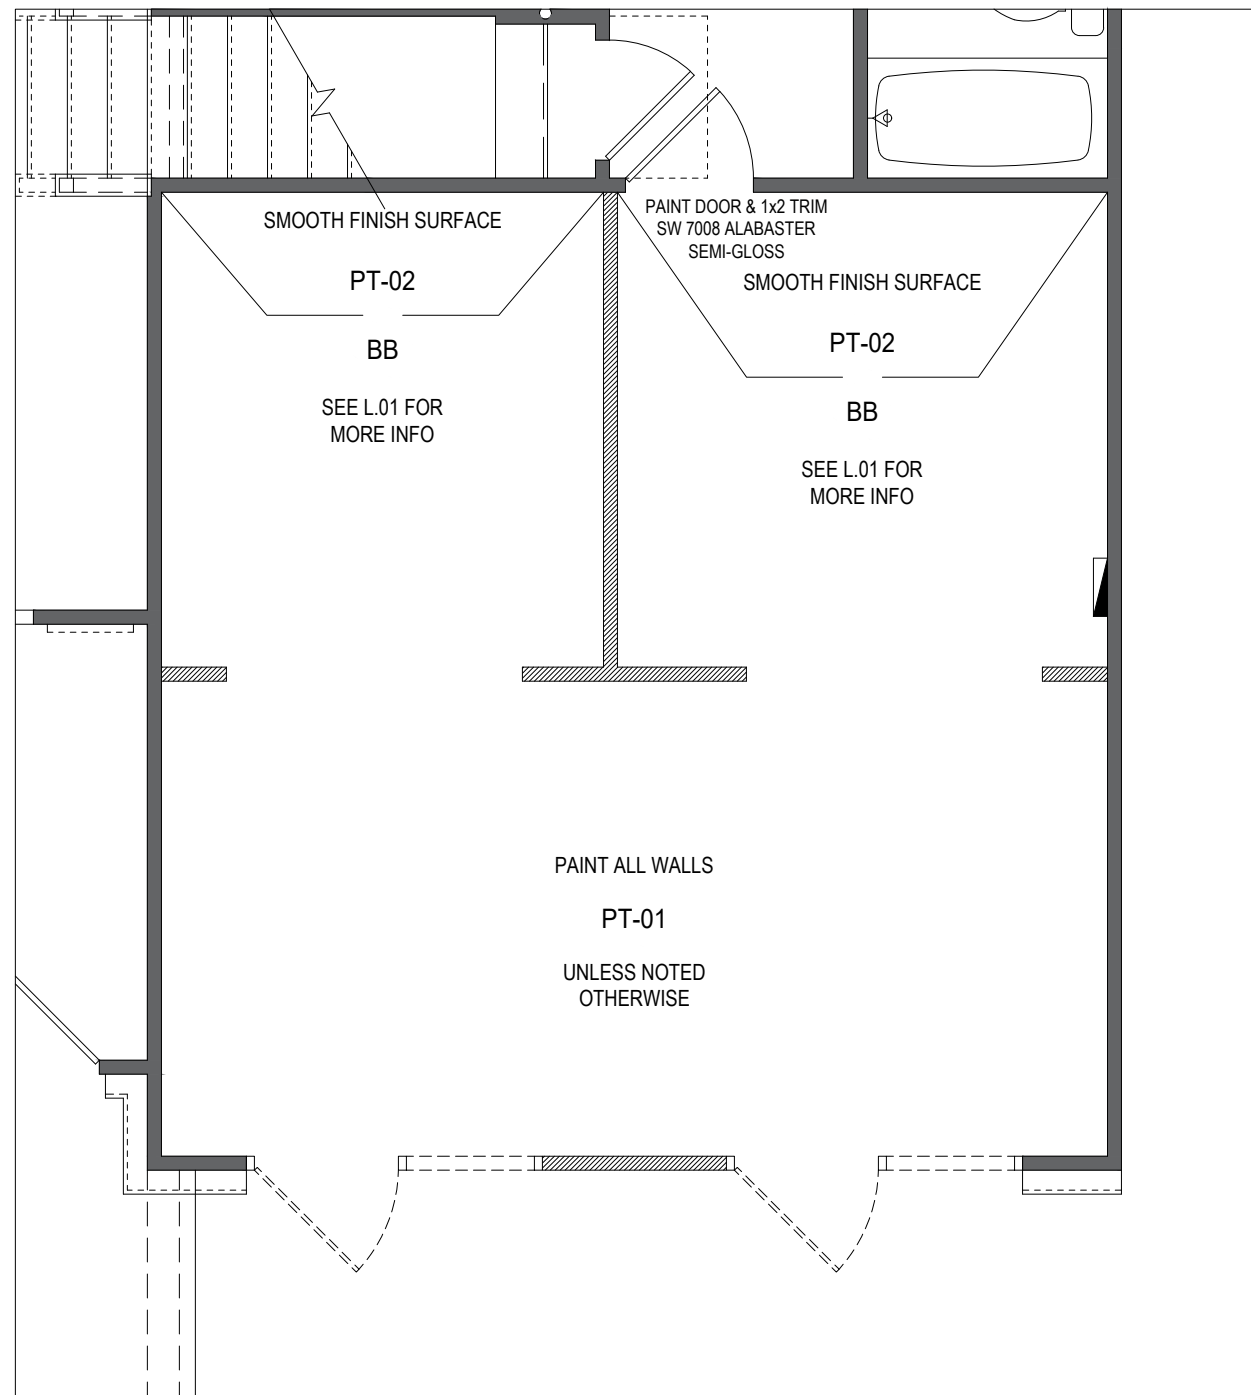 SMOOTH FINISH SURFACE
PT-02
BB
SEE L.01 FOR
MORE INFO
PAINT DOOR & 1x2 TRIM
SW 7008 ALABASTER
SEMI-GLOSS
SMOOTH FINISH SURFACE
PT-02
BB
SEE L.01 FOR
MORE INFO
PAINT ALL WALLS
PT-01
UNLESS NOTED
OTHERWISE